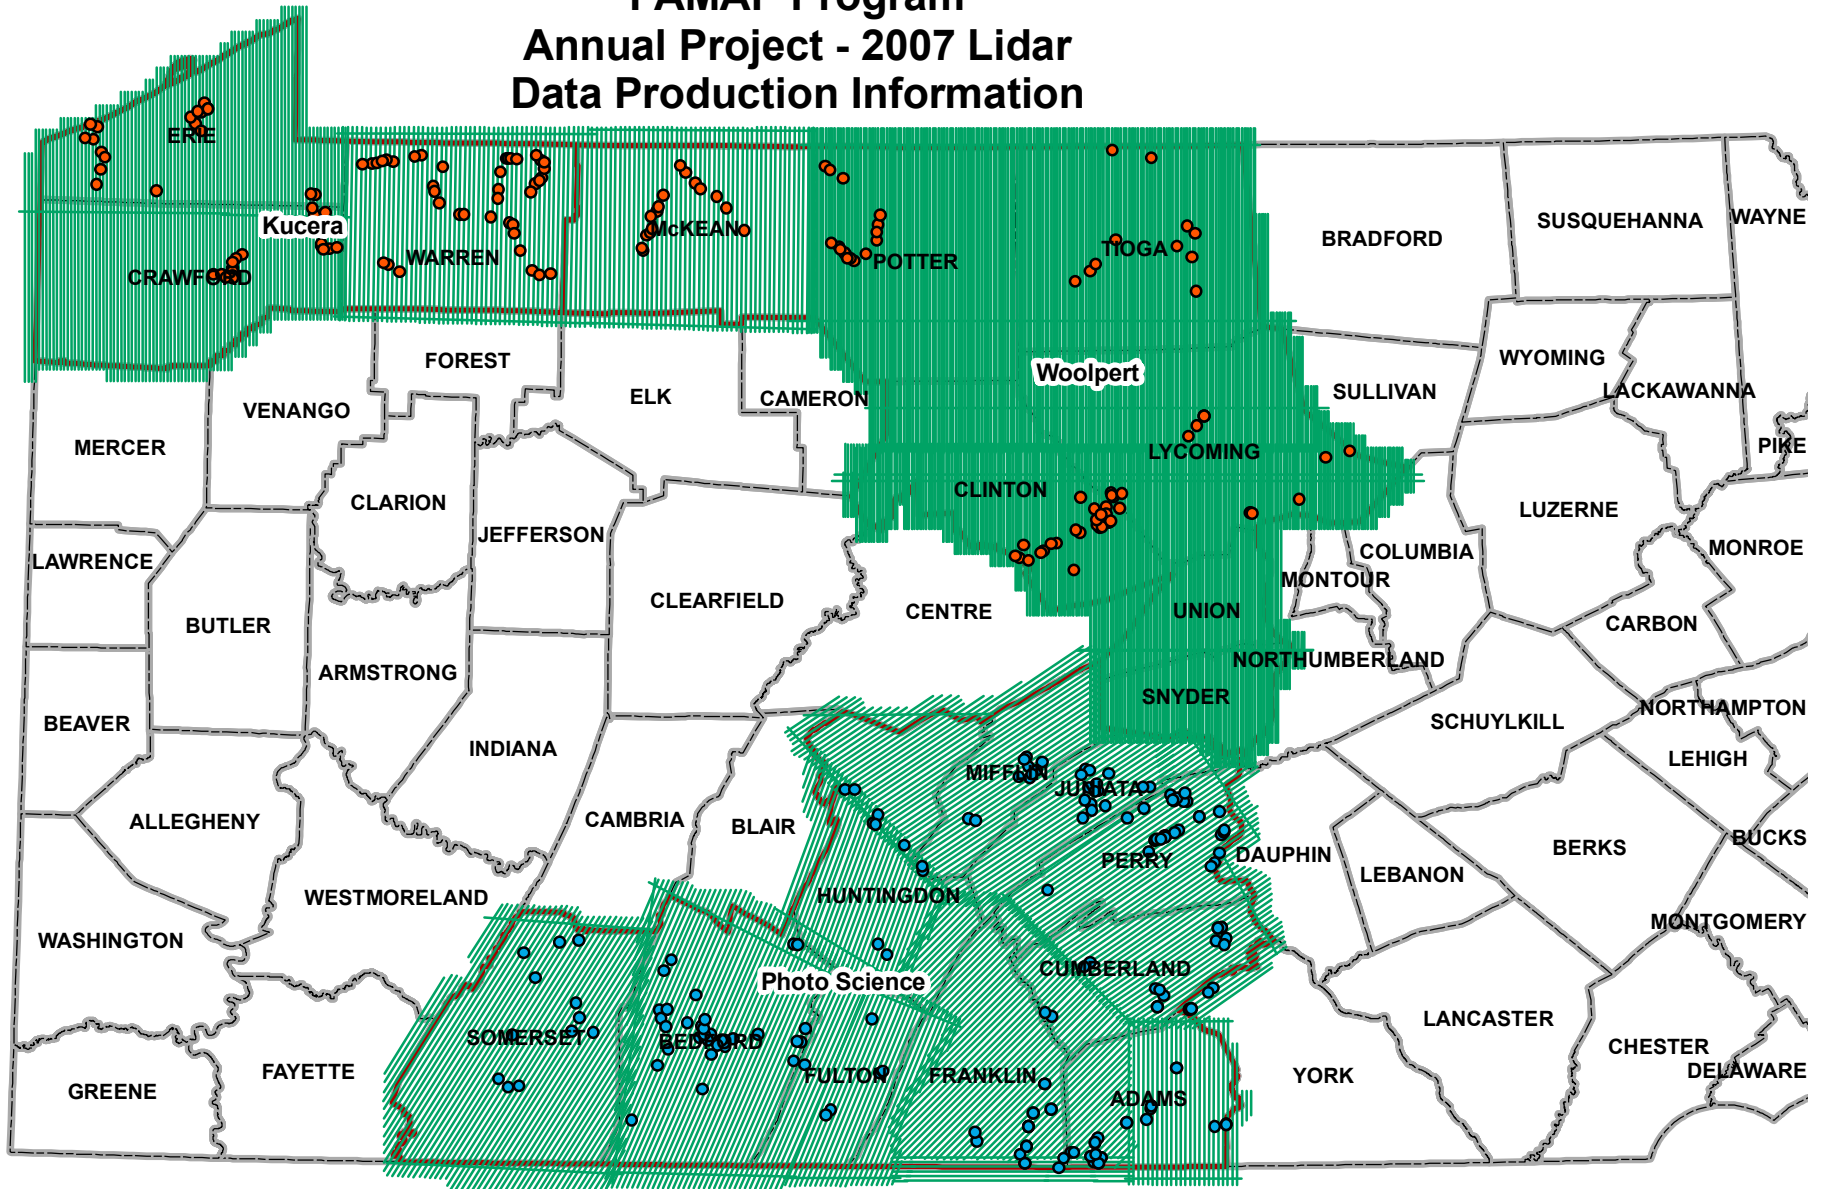 PAMAP Program
Annual Project - 2007 Lidar
Data Production Information
ERIE
SUSQUEHANNA
WAYNE
Kucera
McKEAN
BRADFORD
TIOGA
WARREN
POTTER
CRAWFORD
FOREST
WYOMING
Woolpert
ELK
CAMERON
SULLIVAN
LACKAWANNA
VENANGO
MERCER
LYCOMING
PIKE
CLINTON
CLARION
LUZERNE
JEFFERSON
COLUMBIA
MONROE
LAWRENCE
MONTOUR
CLEARFIELD
CENTRE
UNION
CARBON
BUTLER
NORTHUMBERLAND
ARMSTRONG
SNYDER
NORTHAMPTON
BEAVER
SCHUYLKILL
INDIANA
LEHIGH
MIFFLIN
JUNIATA
ALLEGHENY
CAMBRIA
BLAIR
BUCKS
BERKS
PERRY
DAUPHIN
LEBANON
WESTMORELAND
HUNTINGDON
MONTGOMERY
WASHINGTON
CUMBERLAND
Photo Science
LANCASTER
SOMERSET
BEDFORD
CHESTER
FAYETTE
FULTON
FRANKLIN
YORK
DELAWARE
GREENE
ADAMS